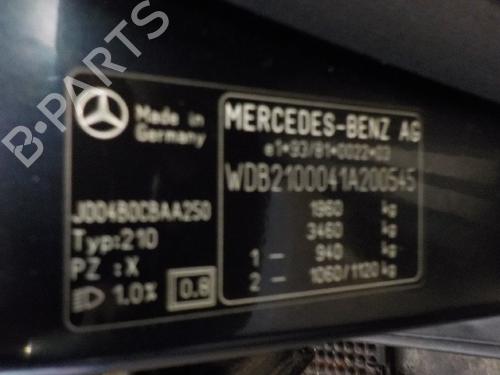 B-PARTS
Made in
Germany
J004B0CBAA250
Typ:210
PZ :X
1.0% 0.8
MERCEDES-BENZ AG
e1*93/81*0022*03
WDB2100041A200545
1960 kg
3460 kg
1 — 940 kg
2 — 1060/1120 kg